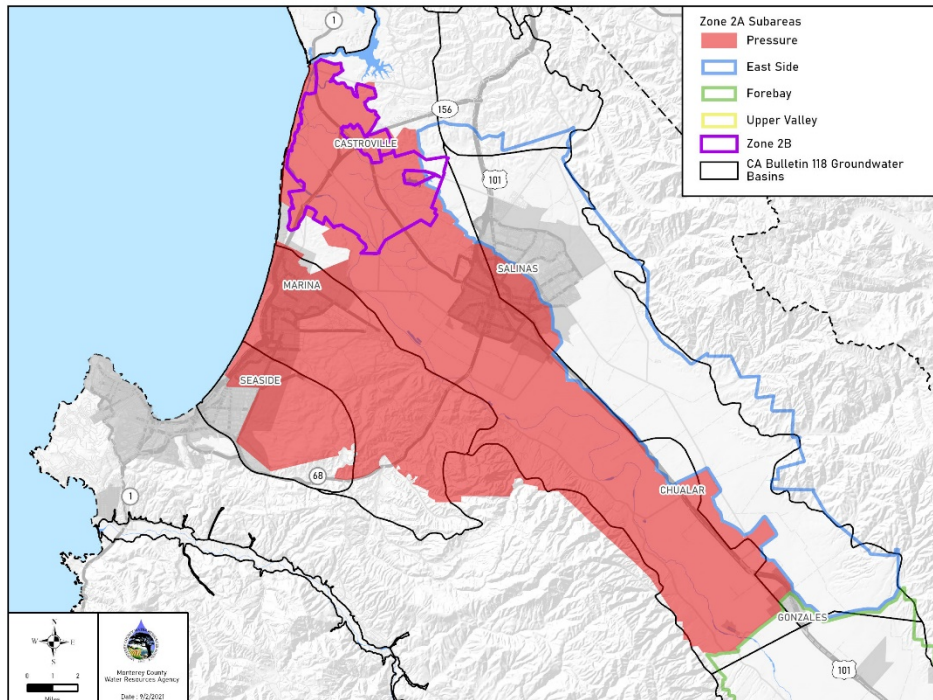 Zone 2A Subareas
Pressure
East Side
Forebay
Upper Valley
Zone 2B
CA Bulletin 118 Groundwater
Basins
1
156
CASTROVILLE
101
SALINAS
MARINA
SEASIDE
68
1
CHUALAR
GONZALES
101
N
W E
S
0 1 2
Miles
Monterey County
Water Resources Agency
Date : 9/2/2021